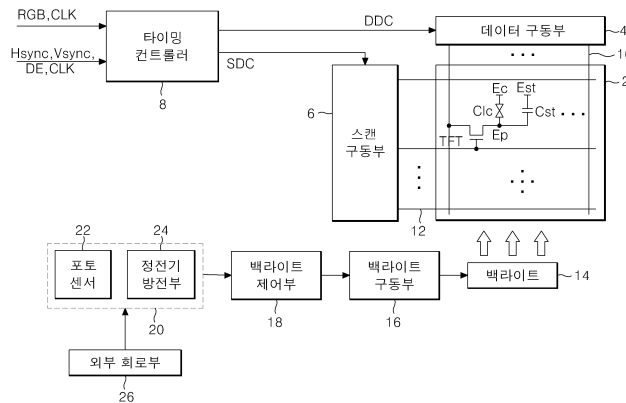 RGB,CLK
Hsync,Vsync,
DE,CLK
타이밍
컨트롤러
8
DDC
SDC
데이터 구동부
4
10
2
6
스캔
구동부
Ec
Est
Clc
Cst
TFT
Ep
12
22
24
포토
센서
정전기
방전부
20
백라이트
제어부
18
백라이트
구동부
16
백라이트
14
외부 회로부
26